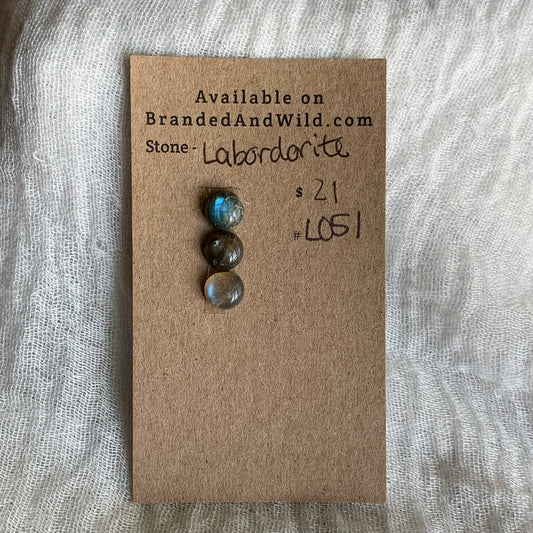 Available on
BrandedAndWild.com
Stone - Labordorite
$ 21
#L051